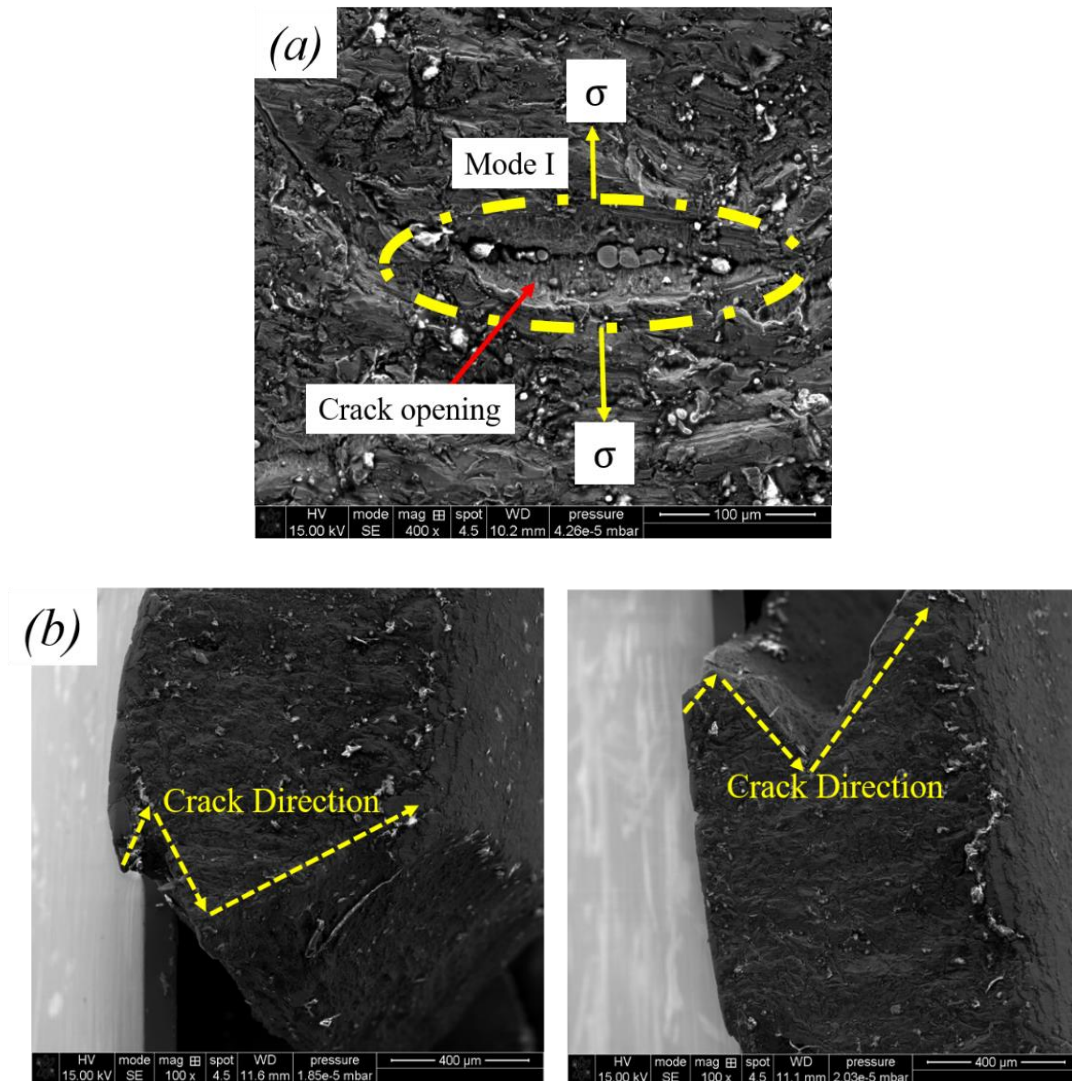 (a)
σ
Mode I
Crack opening
σ
HV mode mag ⊞ spot WD pressure
15.00 kV SE 400 x 4.5 10.2 mm 4.26e-5 mbar
100 µm
(b)
Crack Direction
HV mode mag ⊞ spot WD pressure
15.00 kV SE 100 x 4.5 11.6 mm 1.85e-5 mbar
400 µm
Crack Direction
HV mode mag ⊞ spot WD pressure
15.00 kV SE 100 x 4.5 11.1 mm 2.03e-5 mbar
400 µm